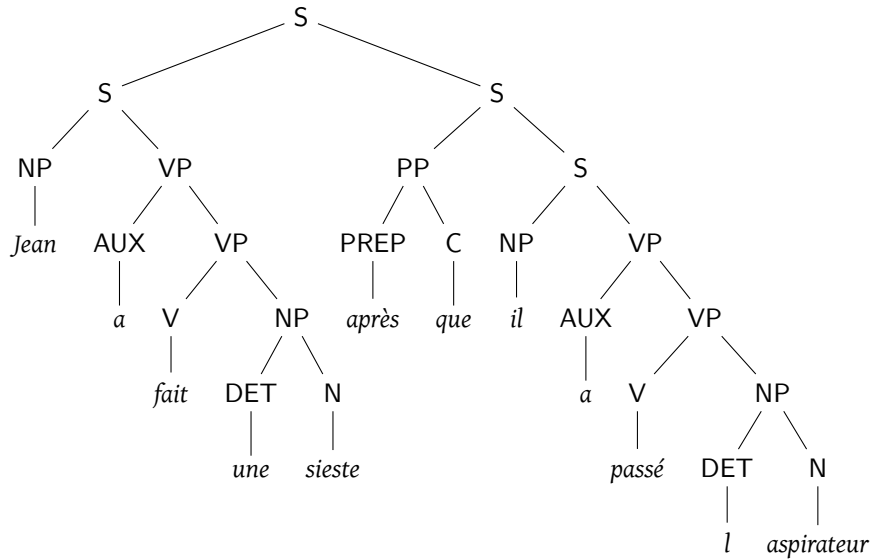 S
S S
NP VP PP S
Jean AUX VP PREP C NP VP
a V NP après que il AUX VP
fait DET N a V NP
une sieste passé DET N
l aspirateur